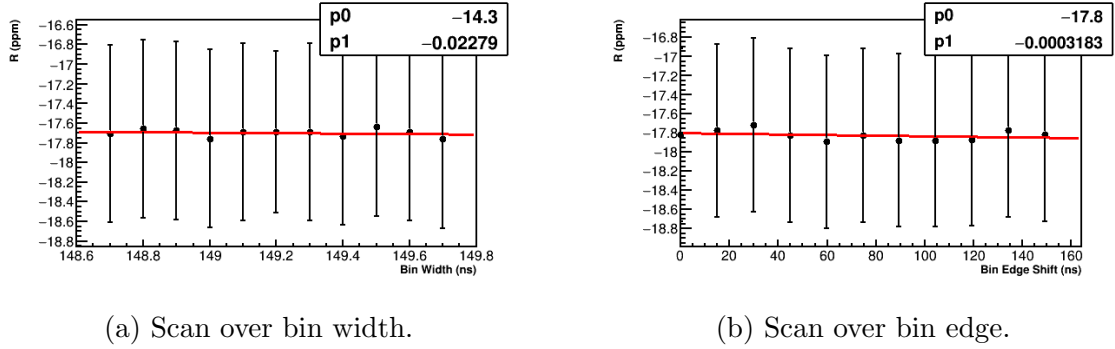 p0 −14.3
p1 −0.02279
R (ppm)
−16.6
−16.8
−17
−17.2
−17.4
−17.6
−17.8
−18
−18.2
−18.4
−18.6
−18.8
148.6 148.8 149 149.2 149.4 149.6 149.8
Bin Width (ns)
(a) Scan over bin width.
p0 −17.8
p1 −0.0003183
R (ppm)
−16.8
−17
−17.2
−17.4
−17.6
−17.8
−18
−18.2
−18.4
−18.6
−18.8
0 20 40 60 80 100 120 140 160
Bin Edge Shift (ns)
(b) Scan over bin edge.